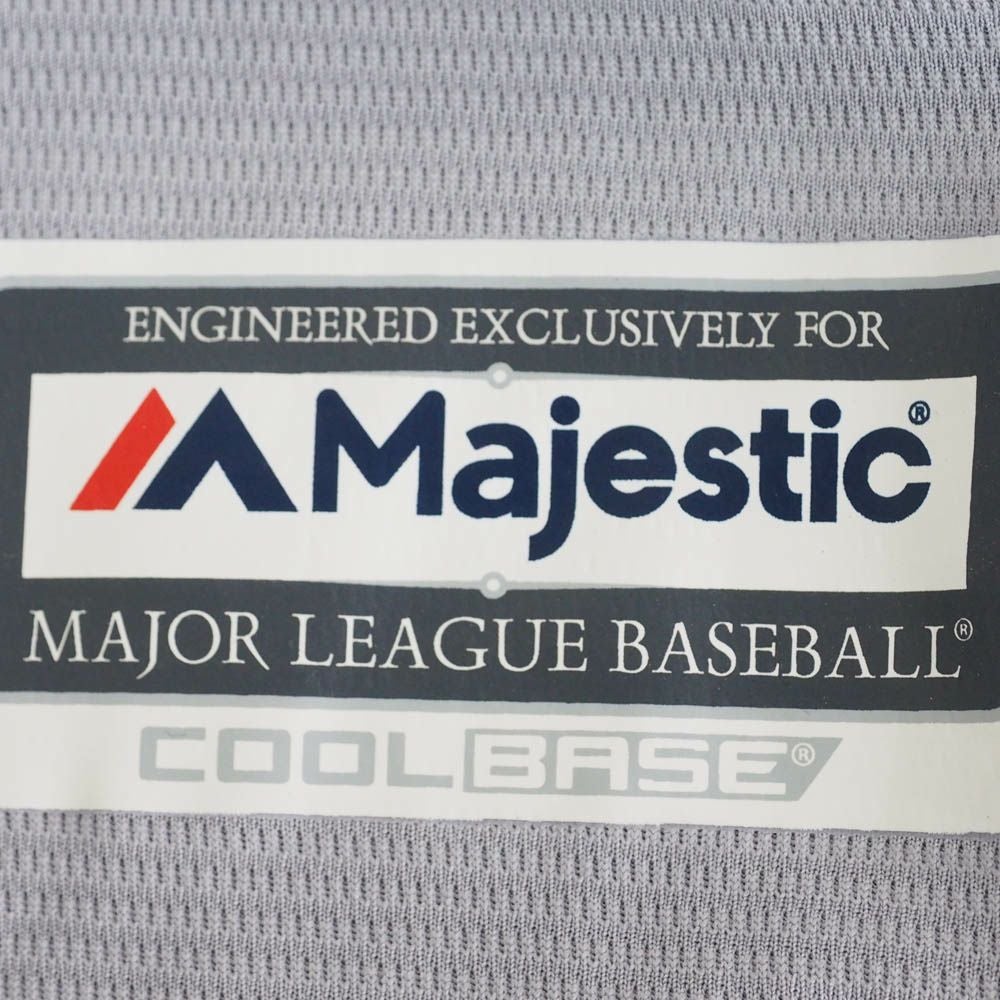 ENGINEERED EXCLUSIVELY FOR
Majestic®
MAJOR LEAGUE BASEBALL®
COOLBASE®